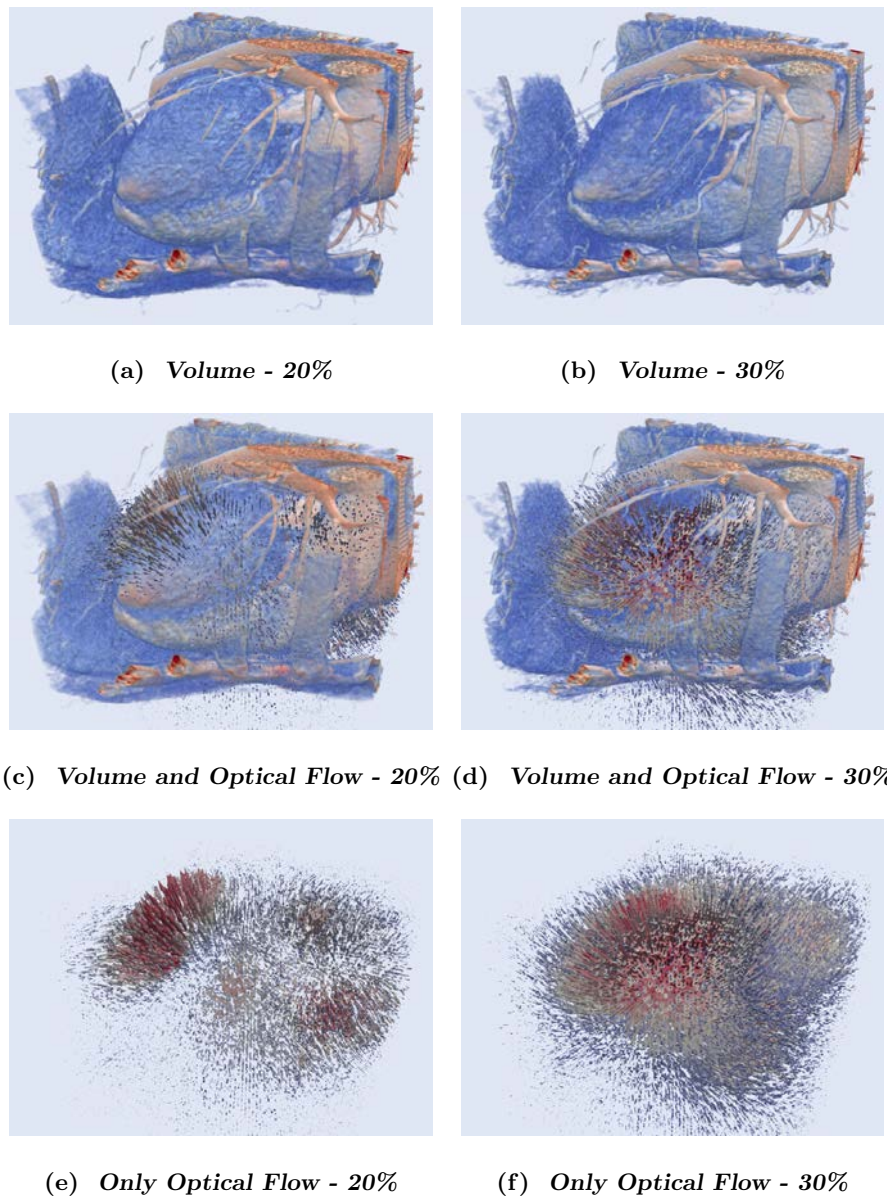 (a) Volume - 20%
(b) Volume - 30%
(c) Volume and Optical Flow - 20%
(d) Volume and Optical Flow - 30%
(e) Only Optical Flow - 20%
(f) Only Optical Flow - 30%